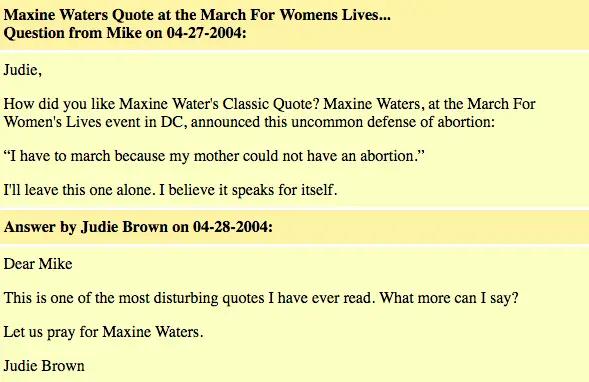 Maxine Waters Quote at the March For Womens Lives...
Question from Mike on 04-27-2004:
Judie,
How did you like Maxine Water's Classic Quote? Maxine Waters, at the March For
Women's Lives event in DC, announced this uncommon defense of abortion:
“I have to march because my mother could not have an abortion.”
I'll leave this one alone. I believe it speaks for itself.
Answer by Judie Brown on 04-28-2004:
Dear Mike
This is one of the most disturbing quotes I have ever read. What more can I say?
Let us pray for Maxine Waters.
Judie Brown